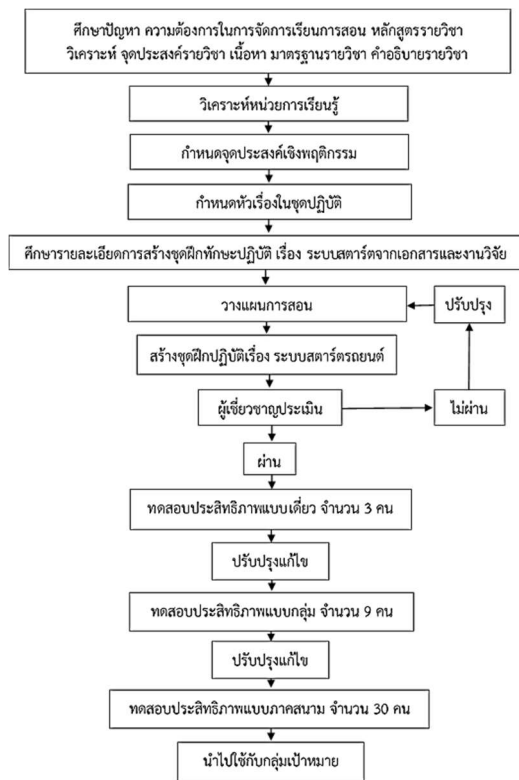 ศึกษาปัญหา ความต้องการในการจัดการเรียนการสอน หลักสูตรรายวิชา
วิเคราะห์ จุดประสงค์รายวิชา เนื้อหา มาตรฐานรายวิชา คำอธิบายรายวิชา
วิเคราะห์หน่วยการเรียนรู้
กำหนดจุดประสงค์เชิงพฤติกรรม
กำหนดหัวเรื่องในชุดปฏิบัติ
ศึกษารายละเอียดการสร้างชุดฝึกทักษะปฏิบัติ เรื่อง ระบบสตาร์ตจากเอกสารและงานวิจัย
วางแผนการสอน
ปรับปรุง
สร้างชุดฝึกปฏิบัติเรื่อง ระบบสตาร์ตรถยนต์
ผู้เชี่ยวชาญประเมิน
ไม่ผ่าน
ผ่าน
ทดสอบประสิทธิภาพแบบเดี่ยว จำนวน 3 คน
ปรับปรุงแก้ไข
ทดสอบประสิทธิภาพแบบกลุ่ม จำนวน 9 คน
ปรับปรุงแก้ไข
ทดสอบประสิทธิภาพแบบภาคสนาม จำนวน 30 คน
นำไปใช้กับกลุ่มเป้าหมาย